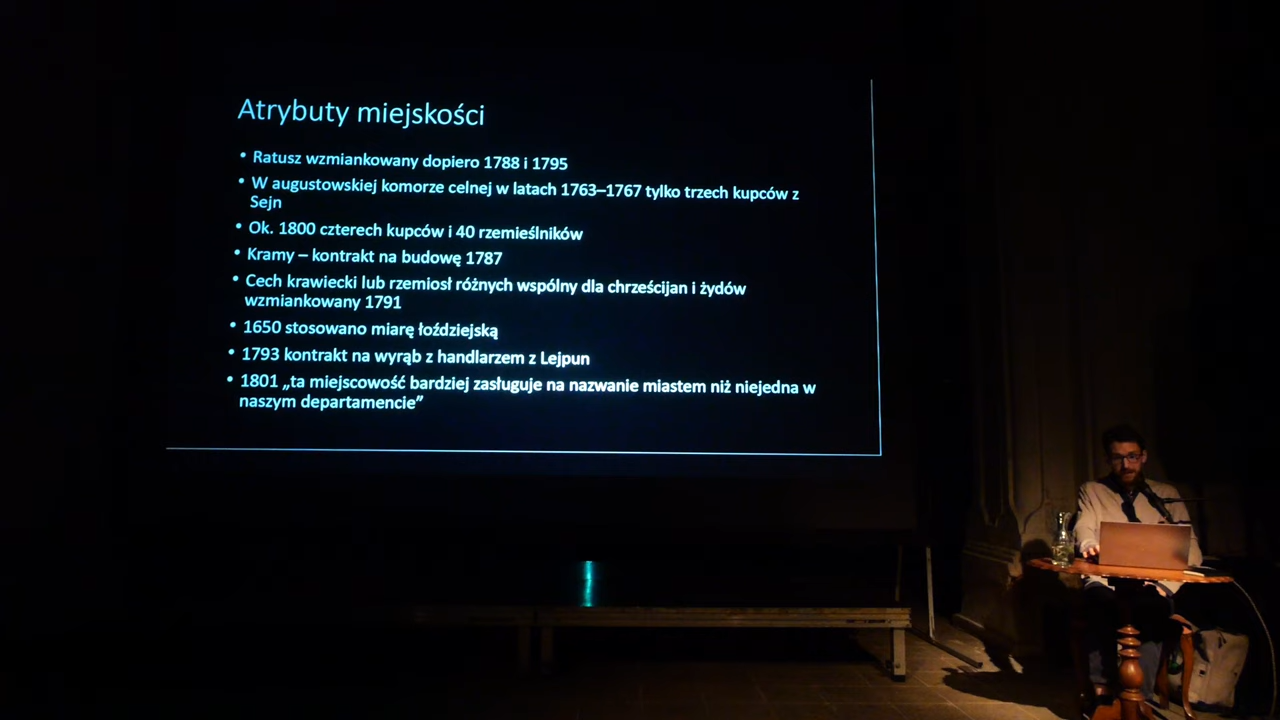 Atrybuty miejskości
• Ratusz wzmiankowany dopiero 1788 i 1795
• W augustowskiej komorze celnej w latach 1763–1767 tylko trzech kupców z
Sejn
• Ok. 1800 czterech kupców i 40 rzemieślników
• Kramy – kontrakt na budowę 1787
• Cech krawiecki lub rzemiosł różnych wspólny dla chrześcijan i żydów
wzmiankowany 1791
• 1650 stosowano miarę łoździejską
• 1793 kontrakt na wyrąb z handlarzem z Lejpun
• 1801 „ta miejscowość bardziej zasługuje na nazwanie miastem niż niejedna w
naszym departamencie”